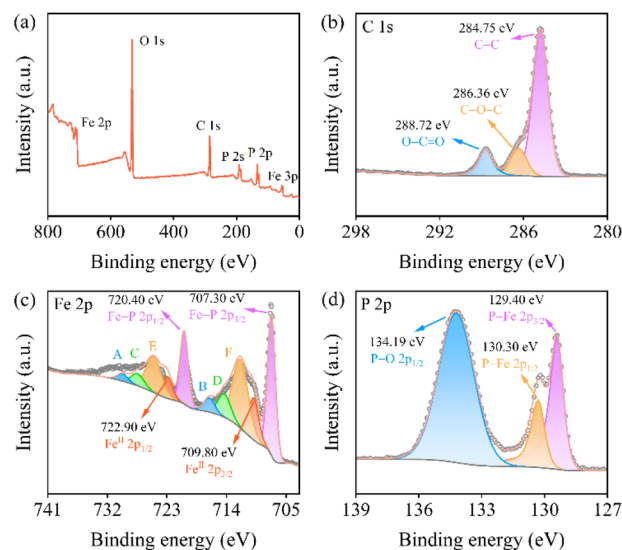 (a)
O 1s
Fe 2p
C 1s
P 2s
P 2p
Fe 3p
Intensity (a.u.)
800 600 400 200 0
Binding energy (eV)
(b)
C 1s
284.75 eV
C−C
286.36 eV
C−O−C
288.72 eV
O−C=O
Intensity (a.u.)
298 292 286 280
Binding energy (eV)
(c)
Fe 2p
720.40 eV
Fe−P 2p1/2
707.30 eV
Fe−P 2p3/2
A
C
E
B
D
F
722.90 eV
FeII 2p1/2
709.80 eV
FeII 2p3/2
Intensity (a.u.)
741 732 723 714 705
Binding energy (eV)
(d)
P 2p
129.40 eV
P−Fe 2p3/2
134.19 eV
P−O 2p1/2
130.30 eV
P−Fe 2p1/2
Intensity (a.u.)
139 136 133 130 127
Binding energy (eV)